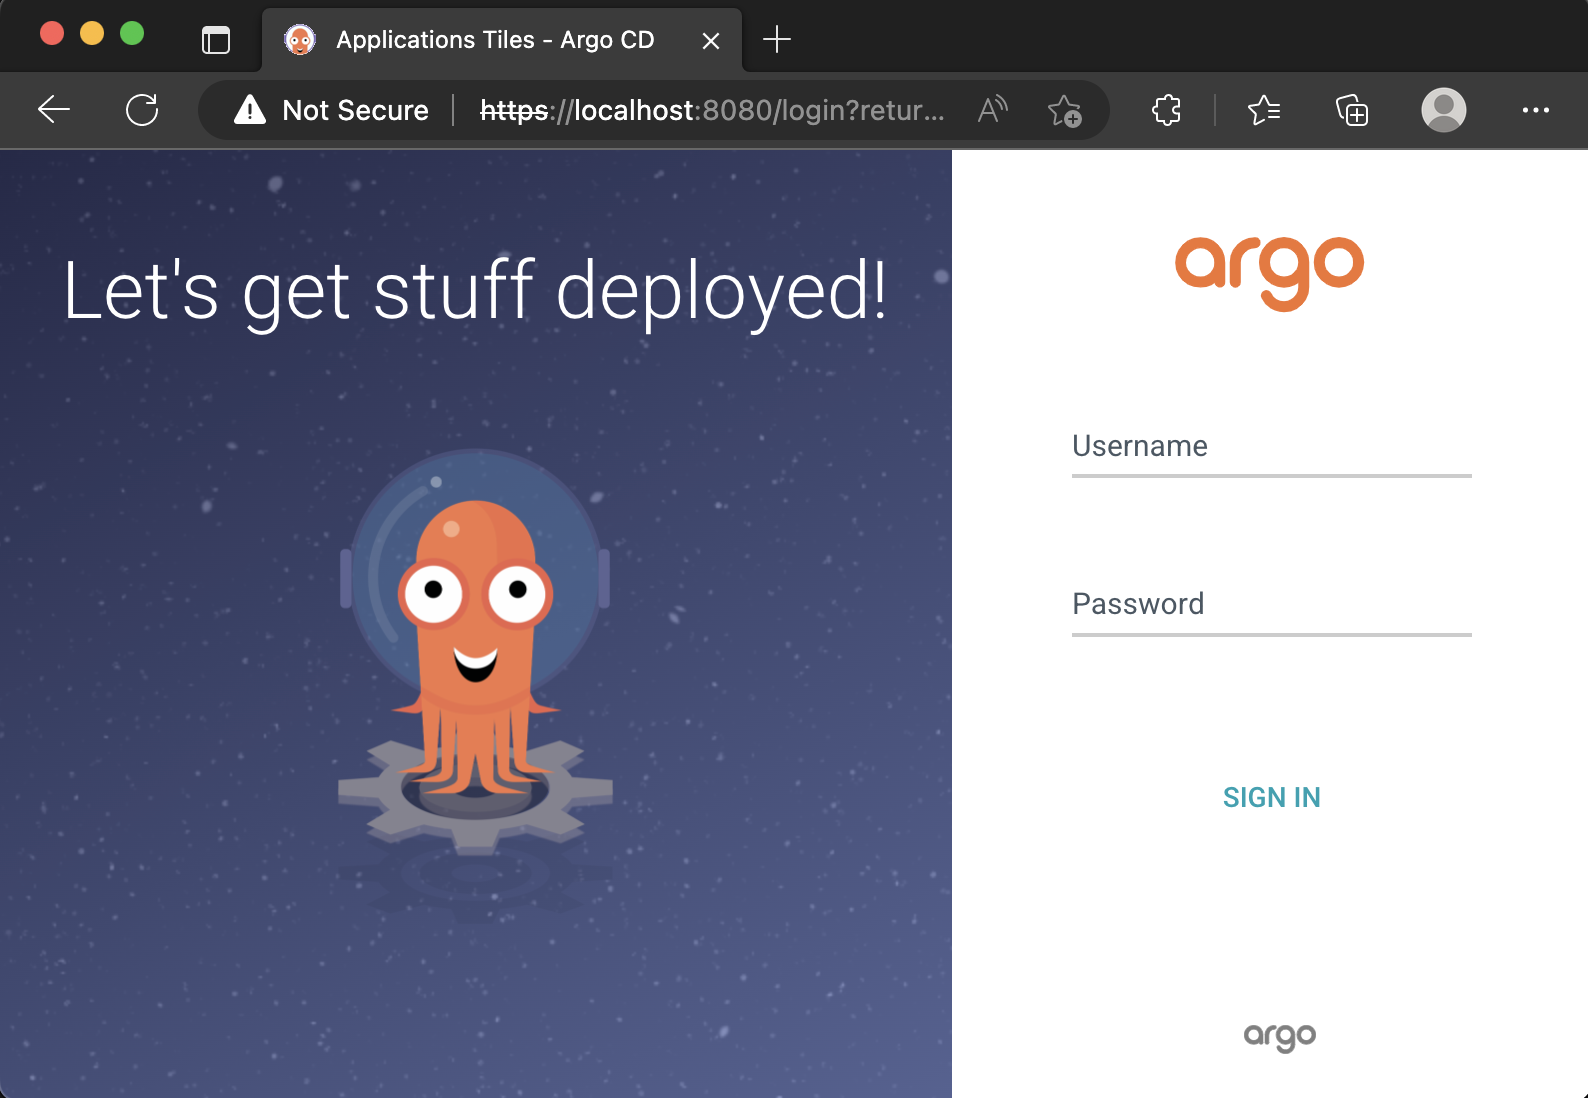 Applications Tiles - Argo CD
Not Secure
https://localhost:8080/login?retur...
Let's get stuff deployed!
argo
Username
Password
SIGN IN
argo